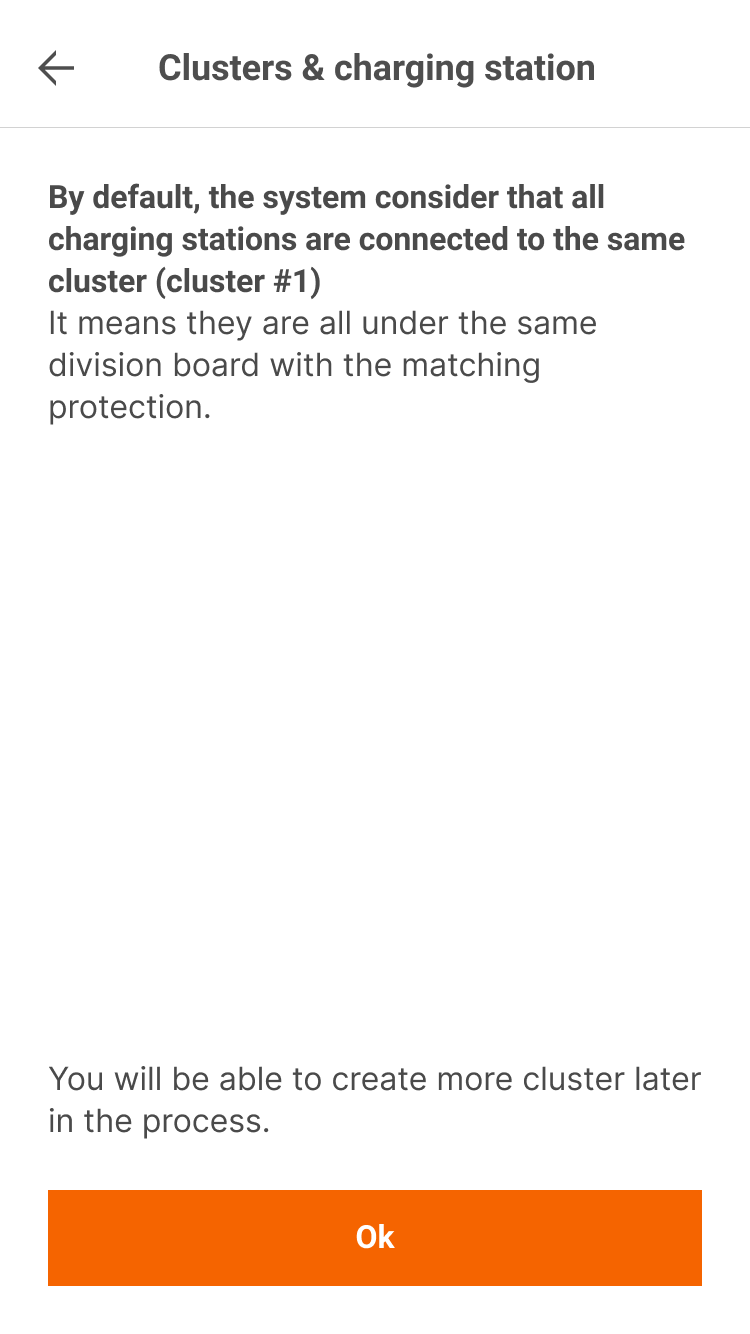 Clusters & charging station
By default, the system consider that all
charging stations are connected to the same
cluster (cluster #1)
It means they are all under the same
division board with the matching
protection.
You will be able to create more cluster later
in the process.
Ok